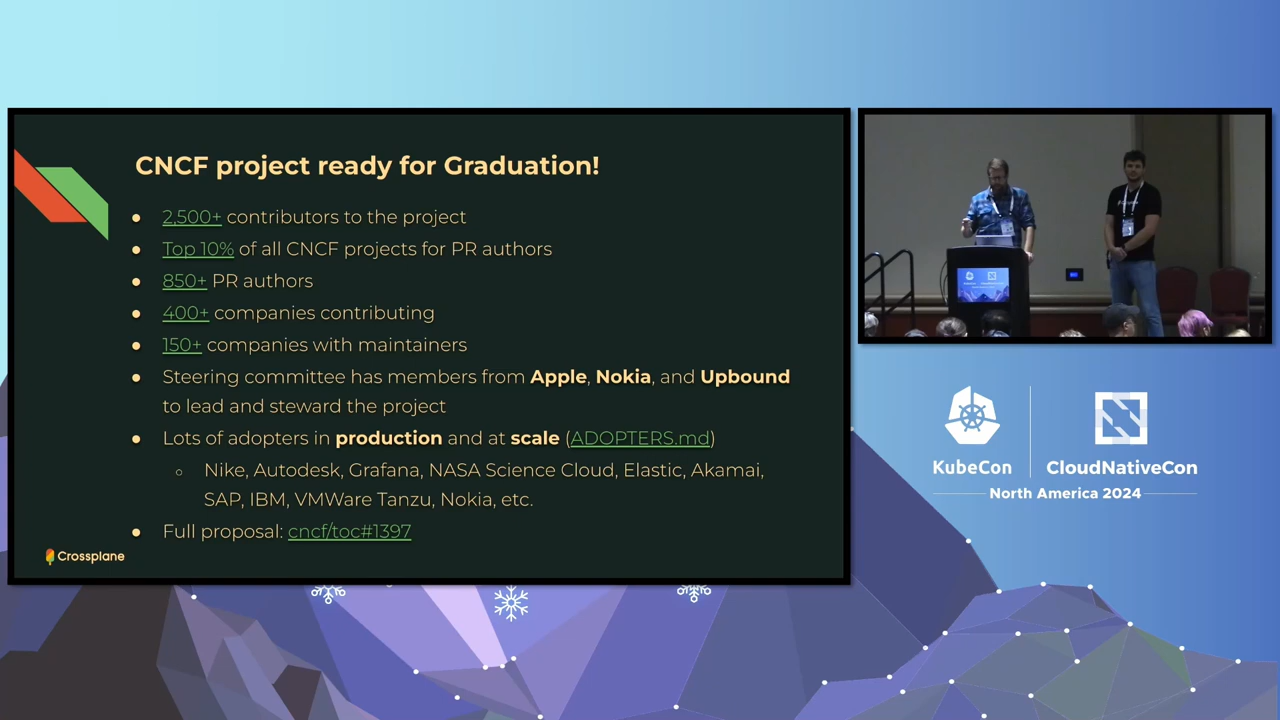 CNCF project ready for Graduation!
2,500+ contributors to the project
Top 10% of all CNCF projects for PR authors
850+ PR authors
400+ companies contributing
150+ companies with maintainers
Steering committee has members from Apple, Nokia, and Upbound
to lead and steward the project
Lots of adopters in production and at scale (ADOPTERS.md)
Nike, Autodesk, Grafana, NASA Science Cloud, Elastic, Akamai,
SAP, IBM, VMWare Tanzu, Nokia, etc.
Full proposal: cncf/toc#1397
Crossplane
KubeCon
CloudNativeCon
North America 2024